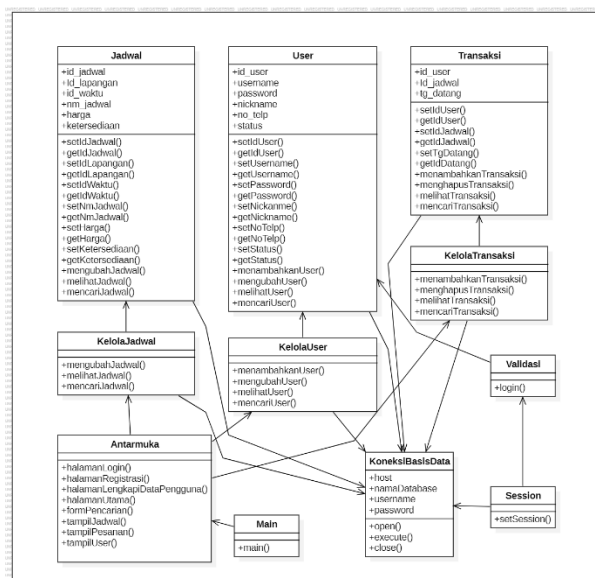 Jadwal
+id_jadwal
+Id_lapangan
+id_waktu
+nm_jadwal
+harga
+ketersediaan
+setIdJadwal()
+getIdJadwal()
+setIdLapangan()
+getIdLapangan()
+setIdWaktu()
+getIdWaktu()
+setNmJadwal()
+getNmJadwal()
+setHarga()
+getHarga()
+setKetersediaan()
+getKetersediaan()
+mengubahJadwal()
+melihatJadwal()
+mencariJadwal()
User
+id_user
+username
+password
+nickname
+no_telp
+status
+setIdUser()
+getIdUser()
+setUsername()
+getUsername()
+setPassword()
+getPassword()
+setNickanme()
+getNickname()
+setNoTelp()
+getNoTelp()
+setStatus()
+getStatus()
+menambahkanUser()
+mengubahUser()
+melihatUser()
+mencariUser()
Transaksi
+id_user
+Id_jadwal
+tg_datang
+setIdUser()
+getIdUser()
+setIdJadwal()
+getIdJadwal()
+setTgDatang()
+getIdDatang()
+menambahkanTransaksi()
+menghapusTransaksi()
+melihatTransaksi()
+mencariTransaksi()
KelolaTransaksi
+menambahkanTransaksi()
+menghapusTransaksi()
+melihatTransaksi()
+mencariTransaksi()
KelolaJadwal
+mengubahJadwal()
+melihatJadwal()
+mencariJadwal()
KelolaUser
+menambahkanUser()
+mengubahUser()
+melihatUser()
+mencariUser()
Validasi
+login()
Antarmuka
+halamanLogin()
+halamanRegistrasi()
+halamanLengkapiDataPengguna()
+halamanUtama()
+formPencarian()
+tampilJadwal()
+tampilPesanan()
+tampilUser()
Main
+main()
KoneksiBasisData
+host
+namaDatabase
+username
+password
+open()
+execute()
+close()
Session
+setSession()